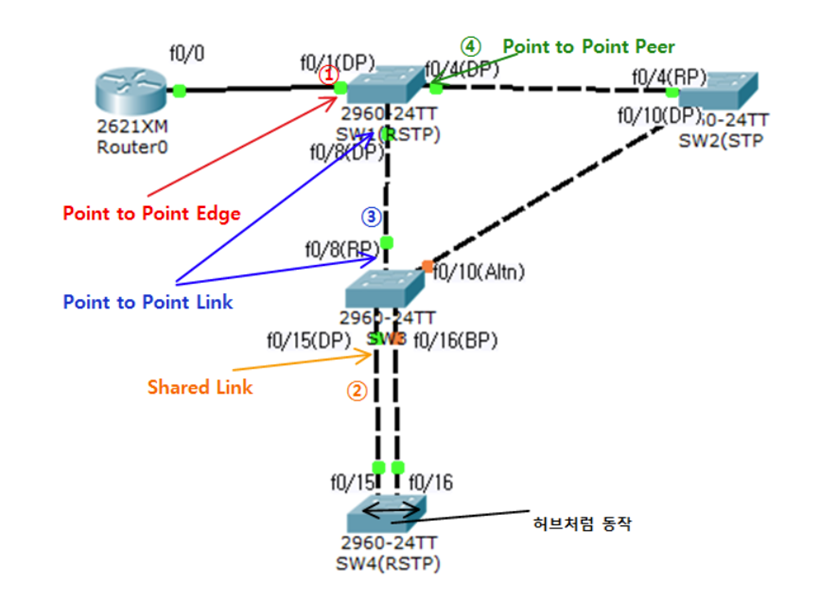 ④ Point to Point Peer
f0/0
f0/1(DP)
①
f0/4(DP)
f0/4(RP)
2621XM
Router0
2960-24TT
SW1(RSTP)
f0/10(DP)
60-24TT
SW2(STP
f0/8(DP)
Point to Point Edge
③
f0/8(RP)
f0/10(Altn)
Point to Point Link
2960-24TT
SW3
f0/15(DP)
f0/16(BP)
Shared Link
②
f0/15
f0/16
허브처럼 동작
2960-24TT
SW4(RSTP)